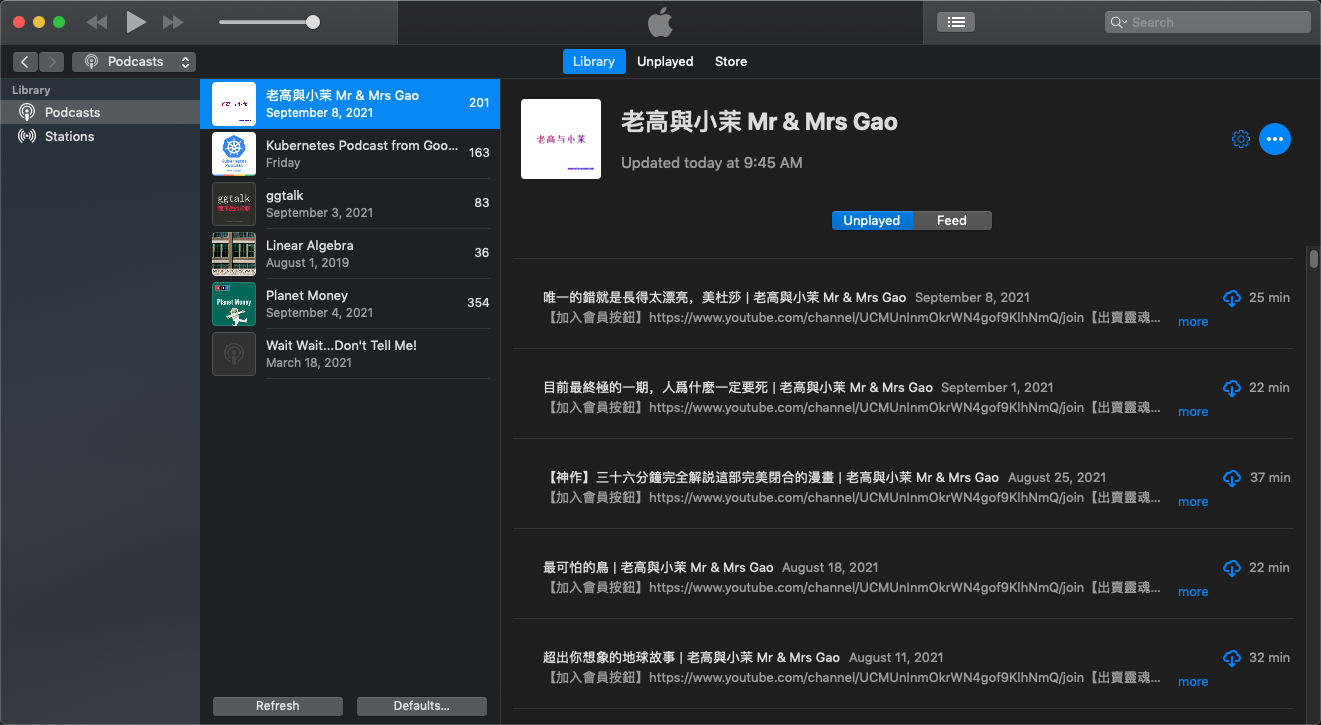 Search
Podcasts
Library Unplayed Store
Library
Podcasts
Stations
老高與小茉 Mr & Mrs Gao
September 8, 2021
201
Kubernetes Podcast from Goo...
Friday
163
ggtalk
September 3, 2021
83
Linear Algebra
August 1, 2019
36
Planet Money
September 4, 2021
354
Wait Wait...Don't Tell Me!
March 18, 2021
Refresh Defaults...
Kubernetes
Podcast
ggtalk
Planet Money
老高与小茉
老高與小茉 Mr & Mrs Gao
Updated today at 9:45 AM
Unplayed Feed
唯一的錯就是長得太漂亮，美杜莎 | 老高與小茉 Mr & Mrs Gao September 8, 2021 25 min
【加入會員按鈕】https://www.youtube.com/channel/UCMUnInmOkrWN4gof9KlhNmQ/join【出賣靈魂... more
目前最終極的一期，人爲什麽一定要死 | 老高與小茉 Mr & Mrs Gao September 1, 2021 22 min
【加入會員按鈕】https://www.youtube.com/channel/UCMUnInmOkrWN4gof9KlhNmQ/join【出賣靈魂... more
【神作】三十六分鐘完全解説這部完美閉合的漫畫 | 老高與小茉 Mr & Mrs Gao August 25, 2021 37 min
【加入會員按鈕】https://www.youtube.com/channel/UCMUnInmOkrWN4gof9KlhNmQ/join【出賣靈魂... more
最可怕的鳥 | 老高與小茉 Mr & Mrs Gao August 18, 2021 22 min
【加入會員按鈕】https://www.youtube.com/channel/UCMUnInmOkrWN4gof9KlhNmQ/join【出賣靈魂... more
超出你想象的地球故事 | 老高與小茉 Mr & Mrs Gao August 11, 2021 32 min
【加入會員按鈕】https://www.youtube.com/channel/UCMUnInmOkrWN4gof9KlhNmQ/join【出賣靈魂... more